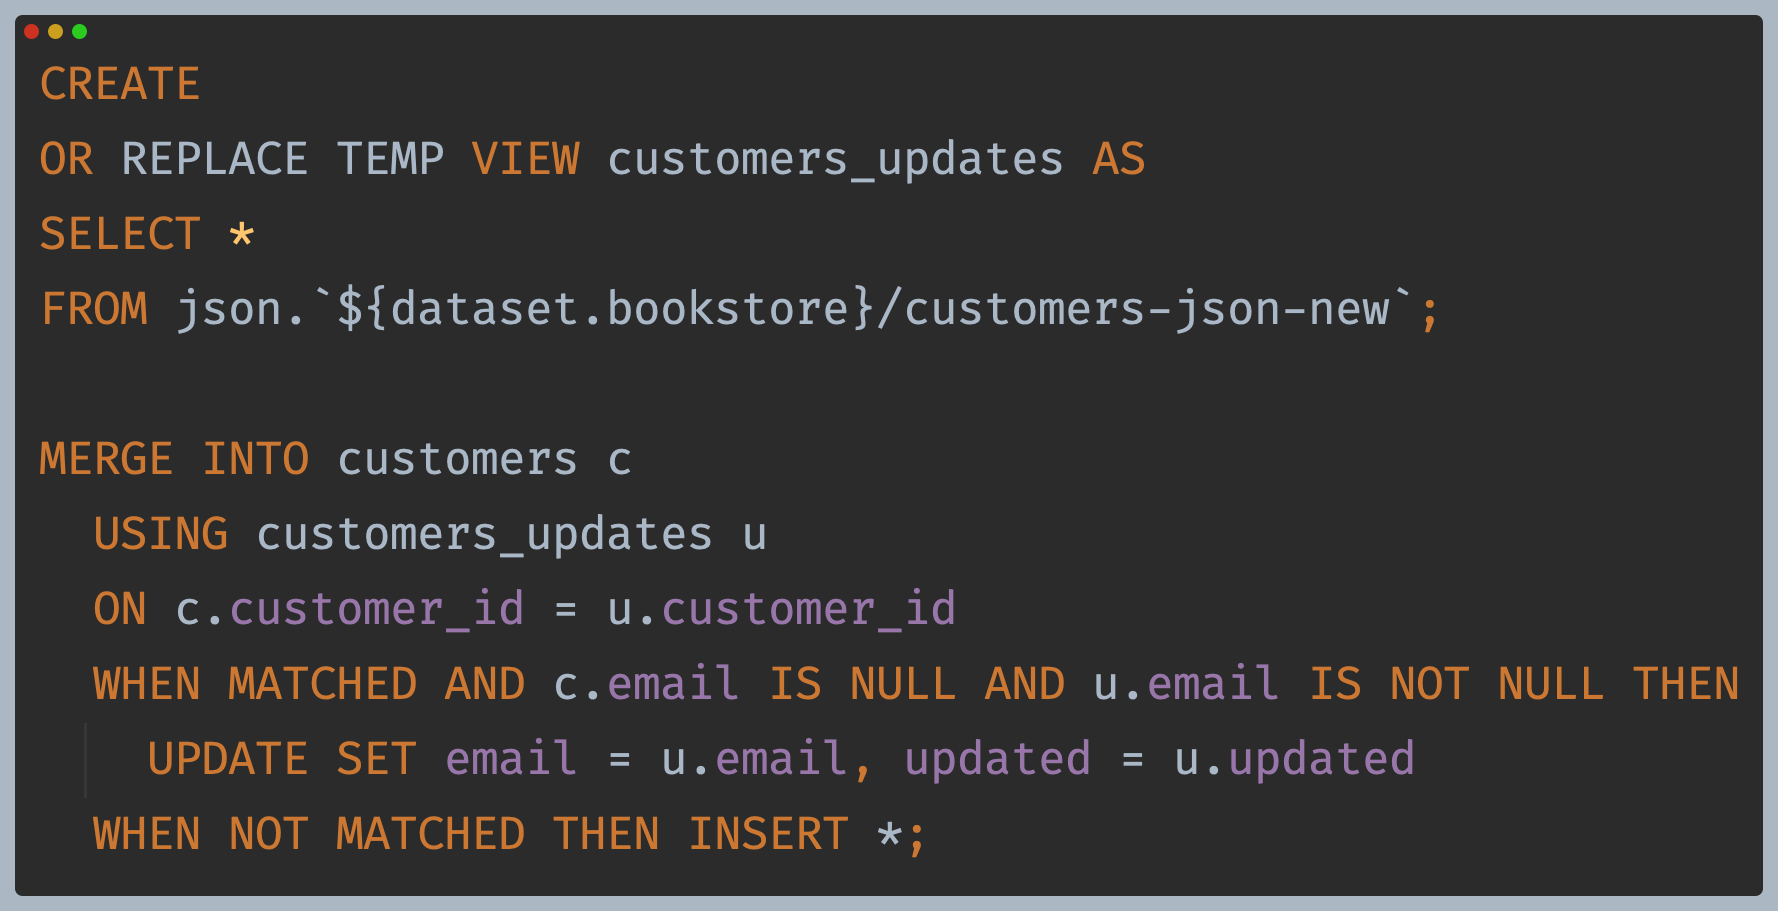 CREATE
OR REPLACE TEMP VIEW customers_updates AS
SELECT *
FROM json.`${dataset.bookstore}/customers-json-new`;
MERGE INTO customers c
USING customers_updates u
ON c.customer_id = u.customer_id
WHEN MATCHED AND c.email IS NULL AND u.email IS NOT NULL THEN
UPDATE SET email = u.email, updated = u.updated
WHEN NOT MATCHED THEN INSERT *;